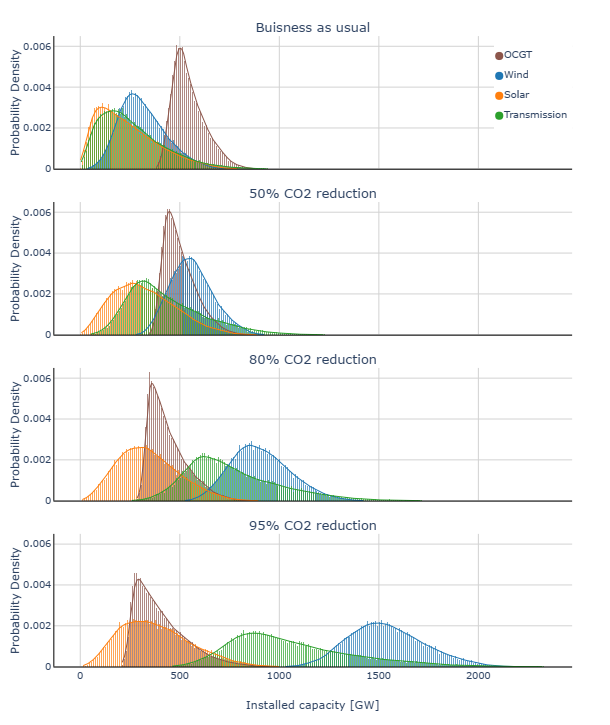 Buisness as usual
Probability Density
0.006
0.004
0.002
0
OCGT
Wind
Solar
Transmission
50% CO2 reduction
Probability Density
0.006
0.004
0.002
0
80% CO2 reduction
Probability Density
0.006
0.004
0.002
0
95% CO2 reduction
Probability Density
0.006
0.004
0.002
0
0 500 1000 1500 2000
Installed capacity [GW]